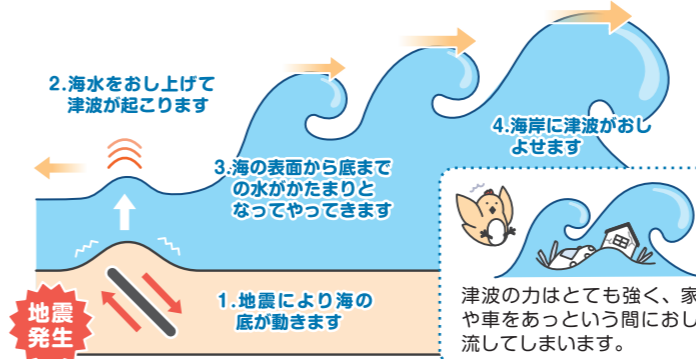 2.海水をおし上げて
津波が起こります
4.海岸に津波がおし
よせます
3.海の表面から底まで
の水がかたまりと
なってやってきます
1.地震により海の
底が動きます
地震
発生
津波の力はとても強く、家
や車をあっという間におし
流してしまいます。